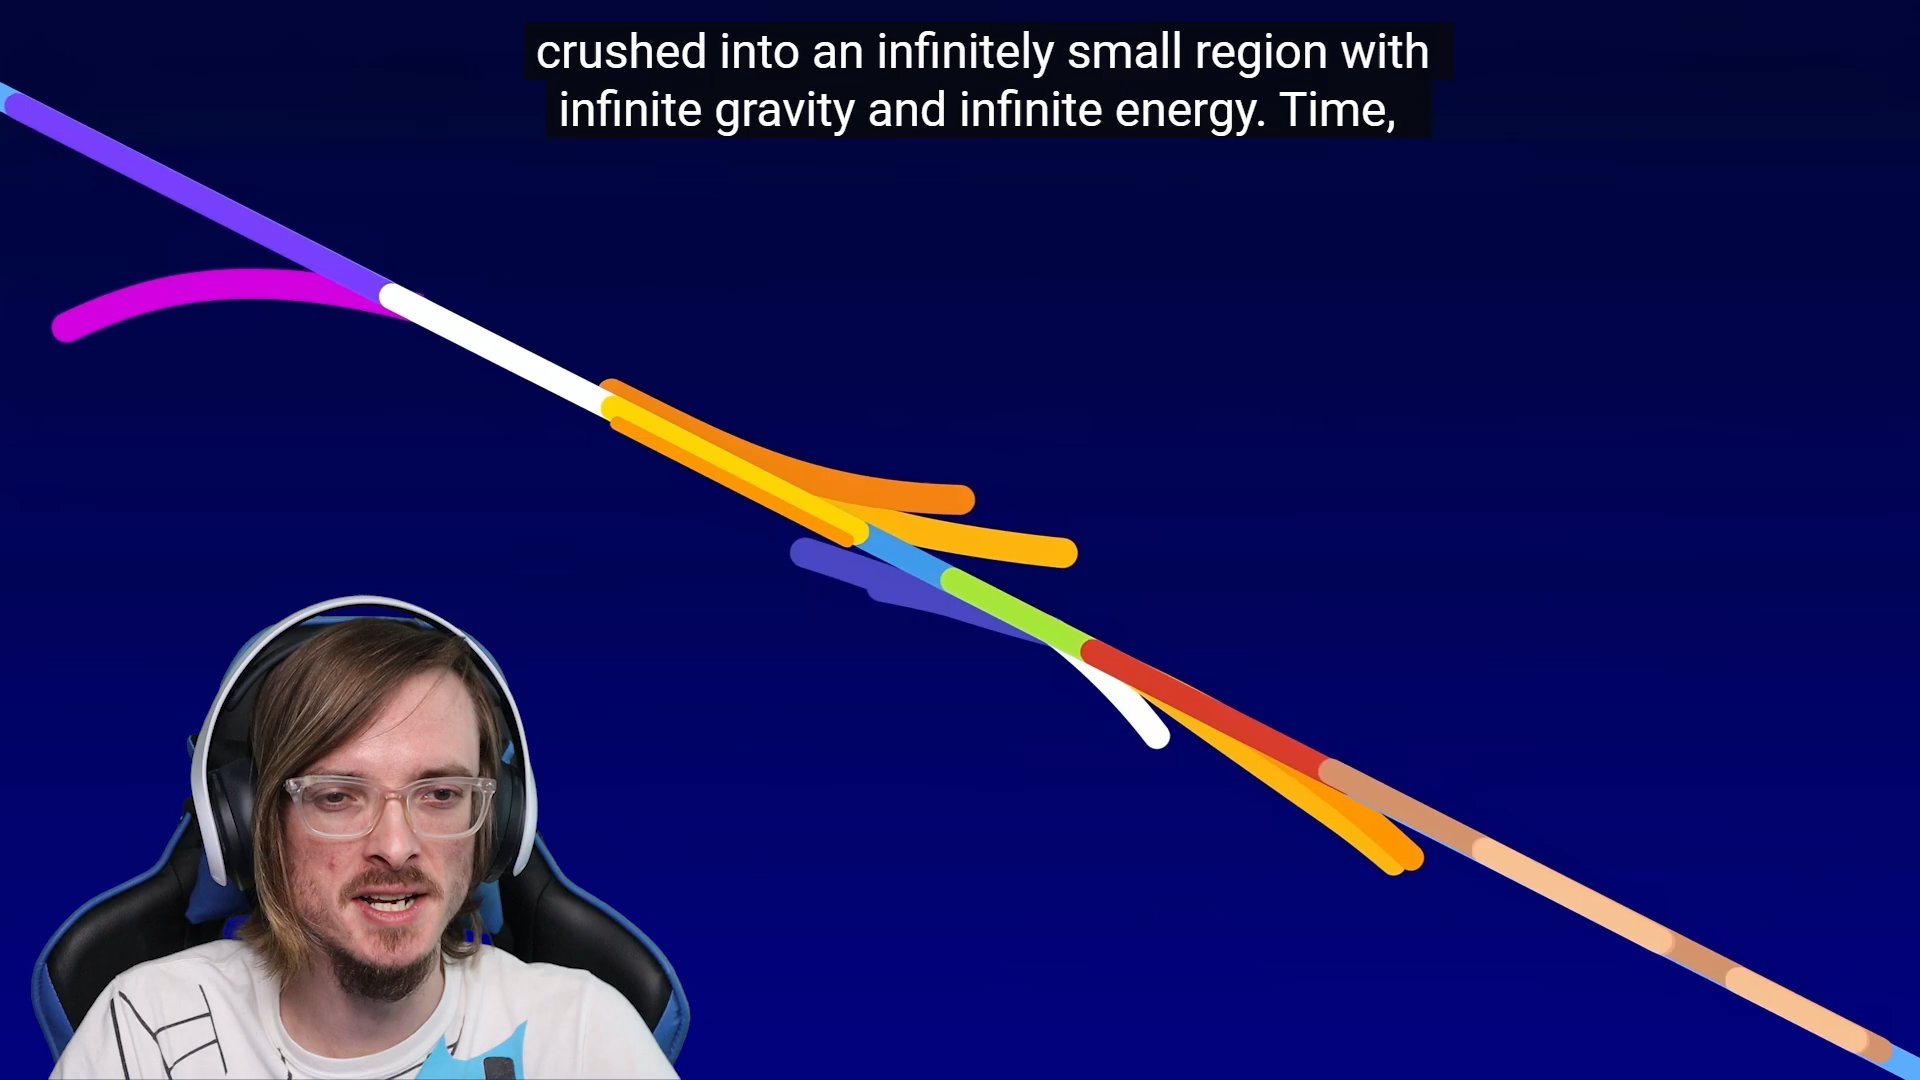 crushed into an infinitely small region with
infinite gravity and infinite energy. Time,